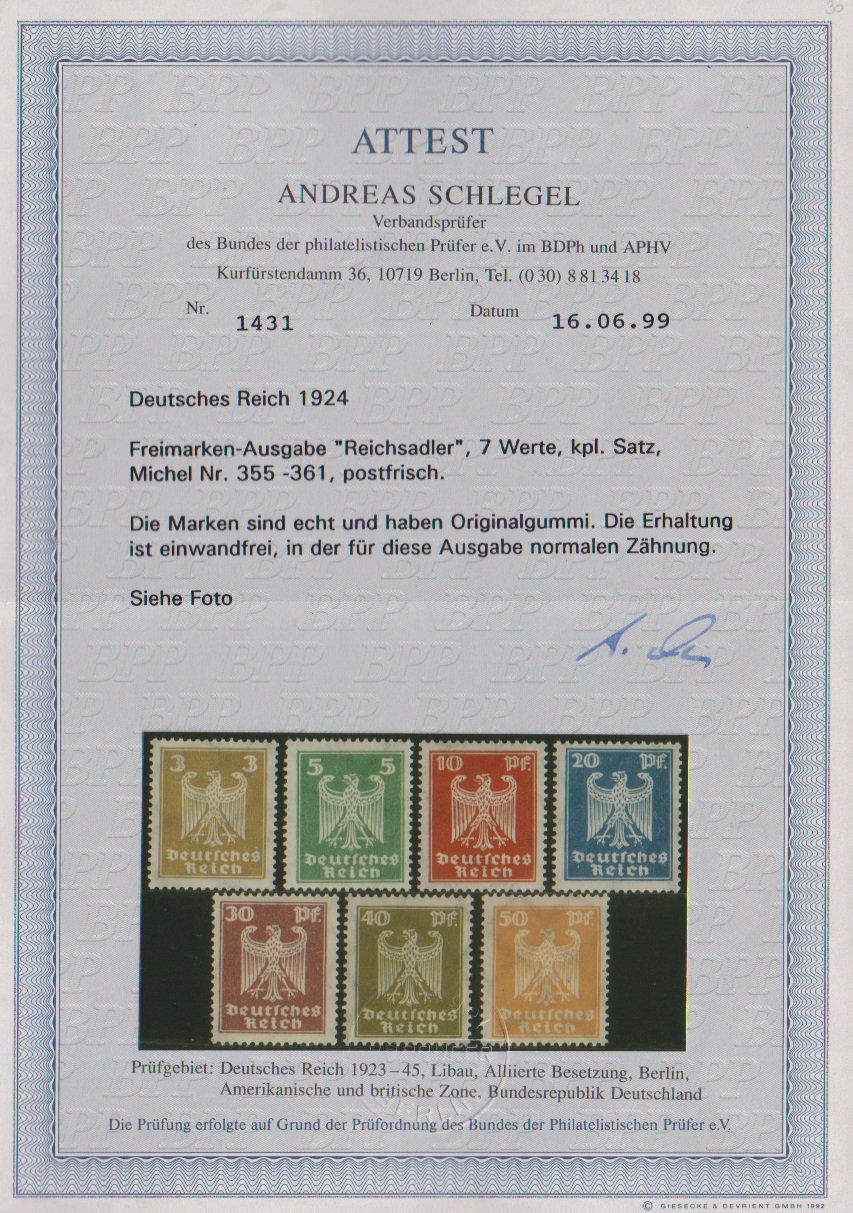 30
ATTEST
ANDREAS SCHLEGEL
Verbandsprüfer
des Bundes der philatelistischen Prüfer e.V. im BDPh und APHV
Kurfürstendamm 36, 10719 Berlin, Tel. (030) 8 81 34 18
Nr. 1431 Datum 16.06.99
Deutsches Reich 1924
Freimarken-Ausgabe "Reichsadler", 7 Werte, kpl. Satz,
Michel Nr. 355 -361, postfrisch.
Die Marken sind echt und haben Originalgummi. Die Erhaltung
ist einwandfrei, in der für diese Ausgabe normalen Zähnung.
Siehe Foto
3 3 5 5 10 Pf. 20 Pf.
Deutsches Deutsches Deutsches Deutsches
Reich Reich Reich Reich
30 Pf. 40 Pf. 50 Pf.
Deutsches Deutsches Deutsches
Reich Reich Reich
Prüfgebiet: Deutsches Reich 1923–45, Libau, Alliierte Besetzung, Berlin,
Amerikanische und britische Zone, Bundesrepublik Deutschland
BERLIN
Die Prüfung erfolgte auf Grund der Prüfordnung des Bundes der Philatelistischen Prüfer e.V.
© GIESECKE & DEVRIENT GMBH 1992